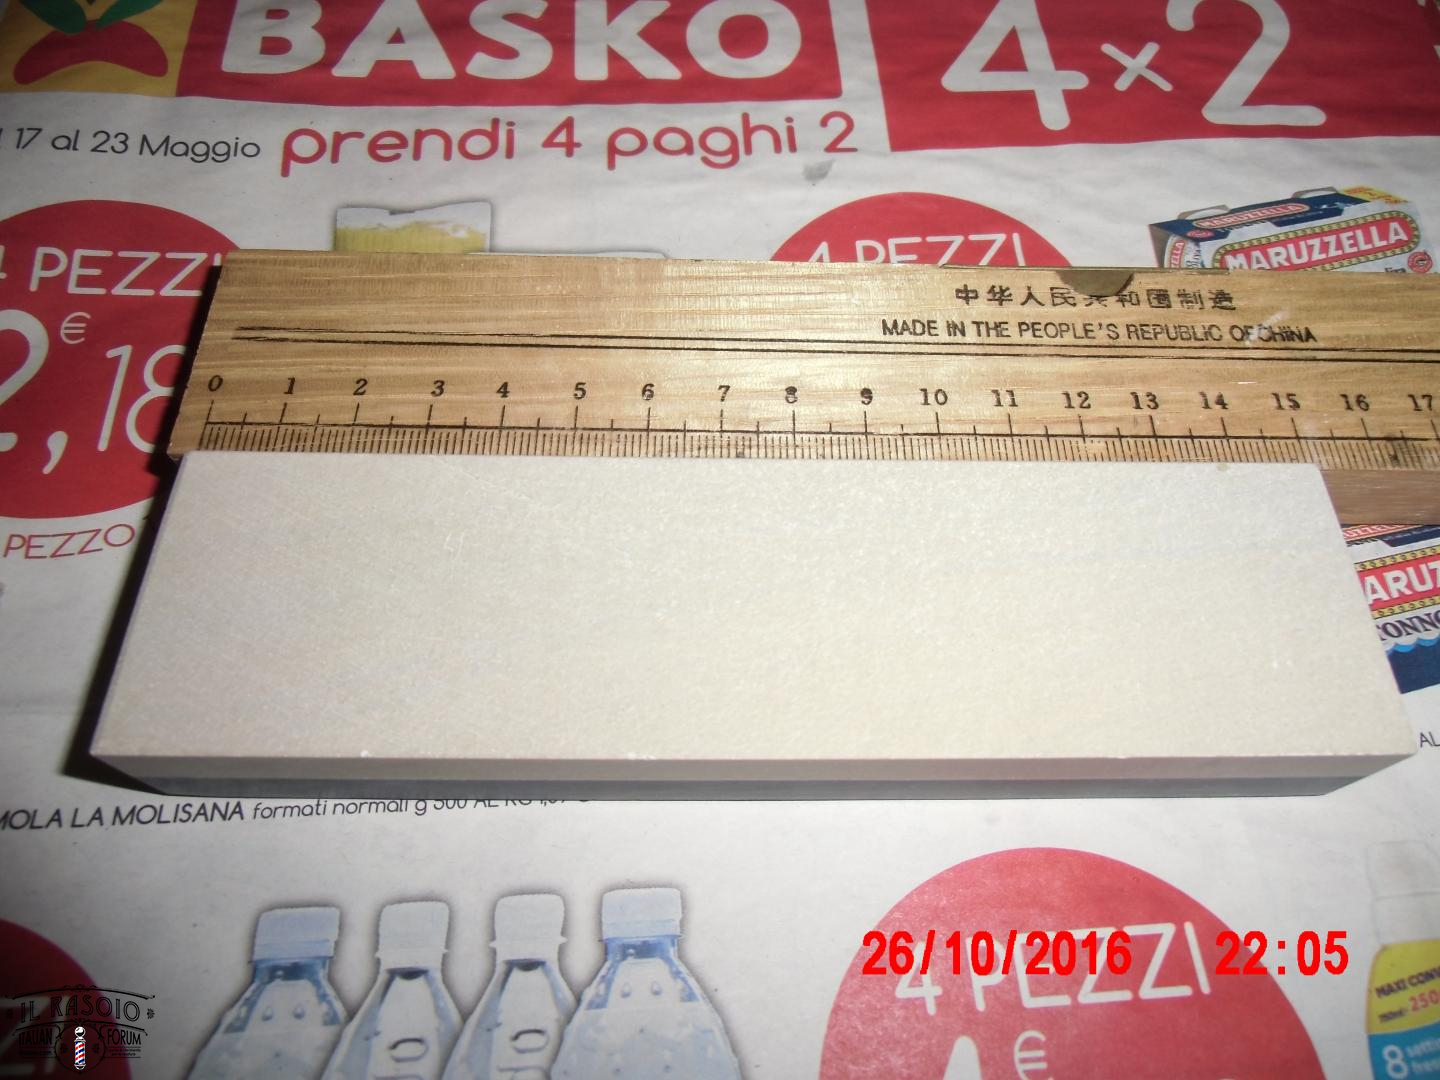 BASKO
4x2
17 al 23 Maggio prendi 4 paghi 2
4 PEZZI
2,18
€
PEZZO
4 PEZZI
MARUZZELLA
MARUZZELLA
中华人民共和国制造
MADE IN THE PEOPLE'S REPUBLIC OF CHINA
0 1 2 3 4 5 6 7 8 9 10 11 12 13 14 15 16 17
LA MOLISANA formati normali g 500
4 PEZZI
€
26/10/2016 22:05
IL RASOIO
ITALIAN FORUM
MAXI
250
8